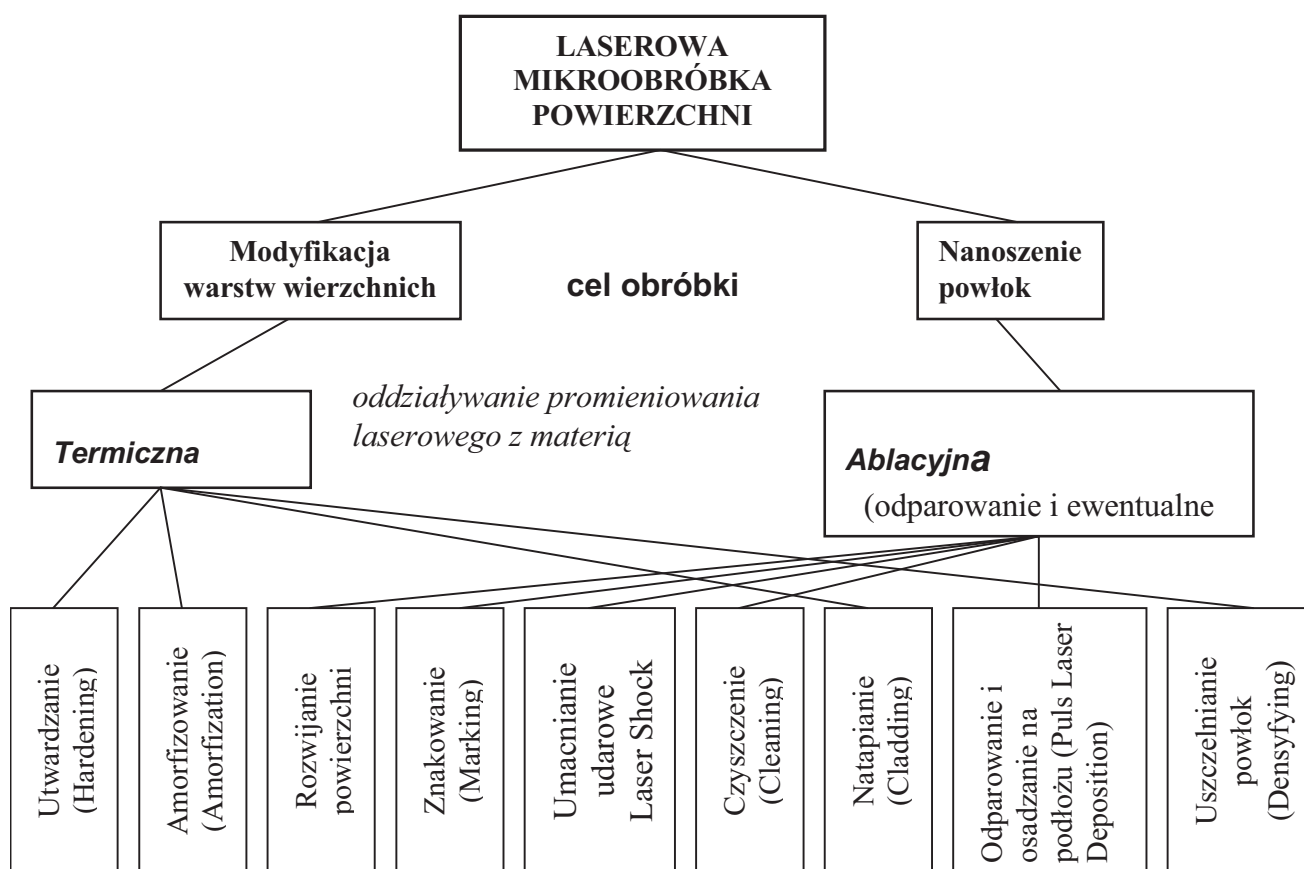 LASEROWA
MIKROOBRÓBKA
POWIERZCHNI
Modyfikacja
warstw wierzchnich
cel obróbki
Nanoszenie
powłok
oddziaływanie promieniowania
laserowego z materią
Termiczna
Ablacyjna
(odparowanie i ewentualne
Utwardzanie
(Hardening)
Amorfizowanie
(Amorfization)
Rozwijanie
powierzchni
Znakowanie
(Marking)
Umacnianie
udarowe
Laser Shock
Czyszczenie
(Cleaning)
Natapianie
(Cladding)
Odparowanie i
osadzanie na
podłożu (Puls Laser
Deposition)
Uszczelnianie
powłok
(Densyfying)